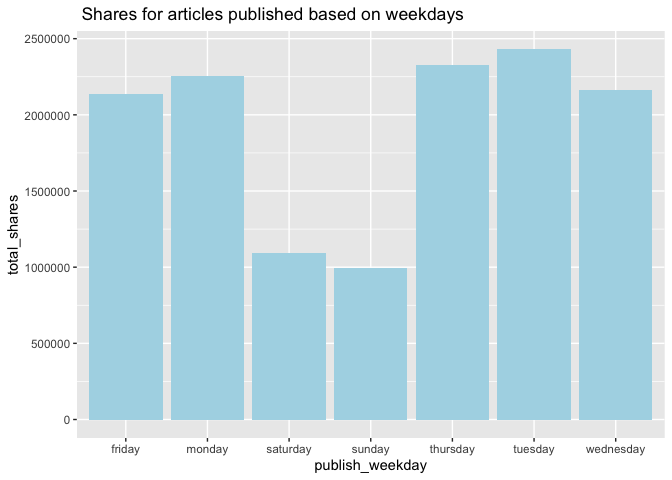 Shares for articles published based on weekdays
total_shares
2500000
2000000
1500000
1000000
500000
0
friday monday saturday sunday thursday tuesday wednesday
publish_weekday